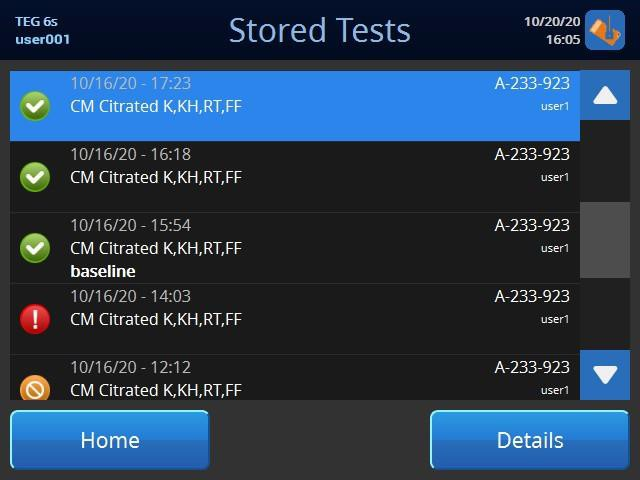 TEG 6s
user001
Stored Tests
10/20/20
16:05
10/16/20 - 17:23
A-233-923
CM Citrated K,KH,RT,FF
user1
10/16/20 - 16:18
A-233-923
CM Citrated K,KH,RT,FF
user1
10/16/20 - 15:54
A-233-923
CM Citrated K,KH,RT,FF
user1
baseline
10/16/20 - 14:03
A-233-923
CM Citrated K,KH,RT,FF
user1
10/16/20 - 12:12
A-233-923
CM Citrated K,KH,RT,FF
user1
Home
Details